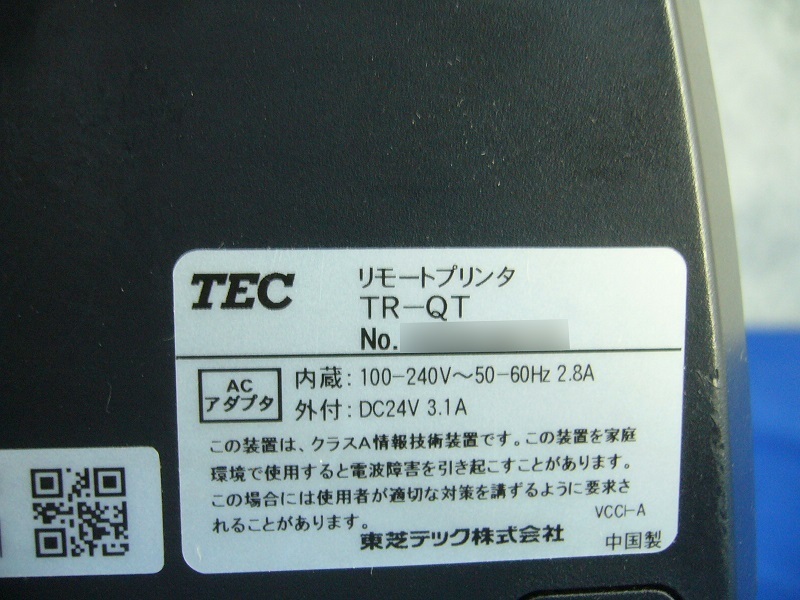 TEC
リモートプリンタ
TR-QT
No.
AC
アダプタ
内蔵: 100-240V～50-60Hz 2.8A
外付: DC24V 3.1A
この装置は、クラスA情報技術装置です。この装置を家庭
環境で使用すると電波障害を引き起こすことがあります。
この場合には使用者が適切な対策を講ずるように要求さ
れることがあります。
VCCI-A
東芝テック株式会社
中国製